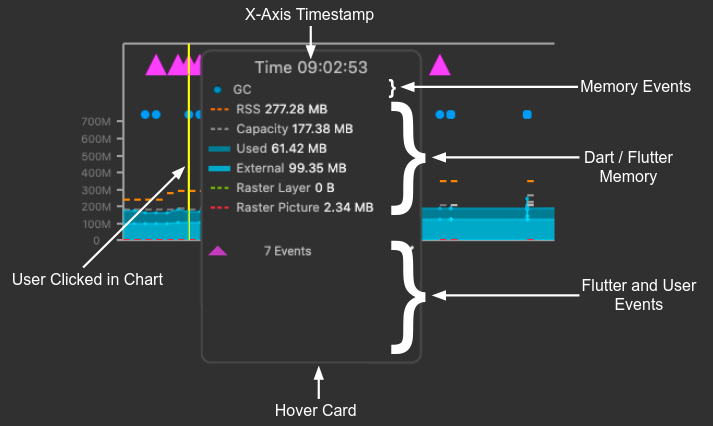 X-Axis Timestamp
Time 09:02:53
GC
Memory Events
RSS 277.28 MB
700M
Capacity 177.38 MB
600M
Used 61.42 MB
500M
External 99.35 MB
400M
Dart / Flutter
Memory
300M
Raster Layer 0 B
200M
Raster Picture 2.34 MB
100M
0
7 Events
User Clicked in Chart
Flutter and User
Events
Hover Card